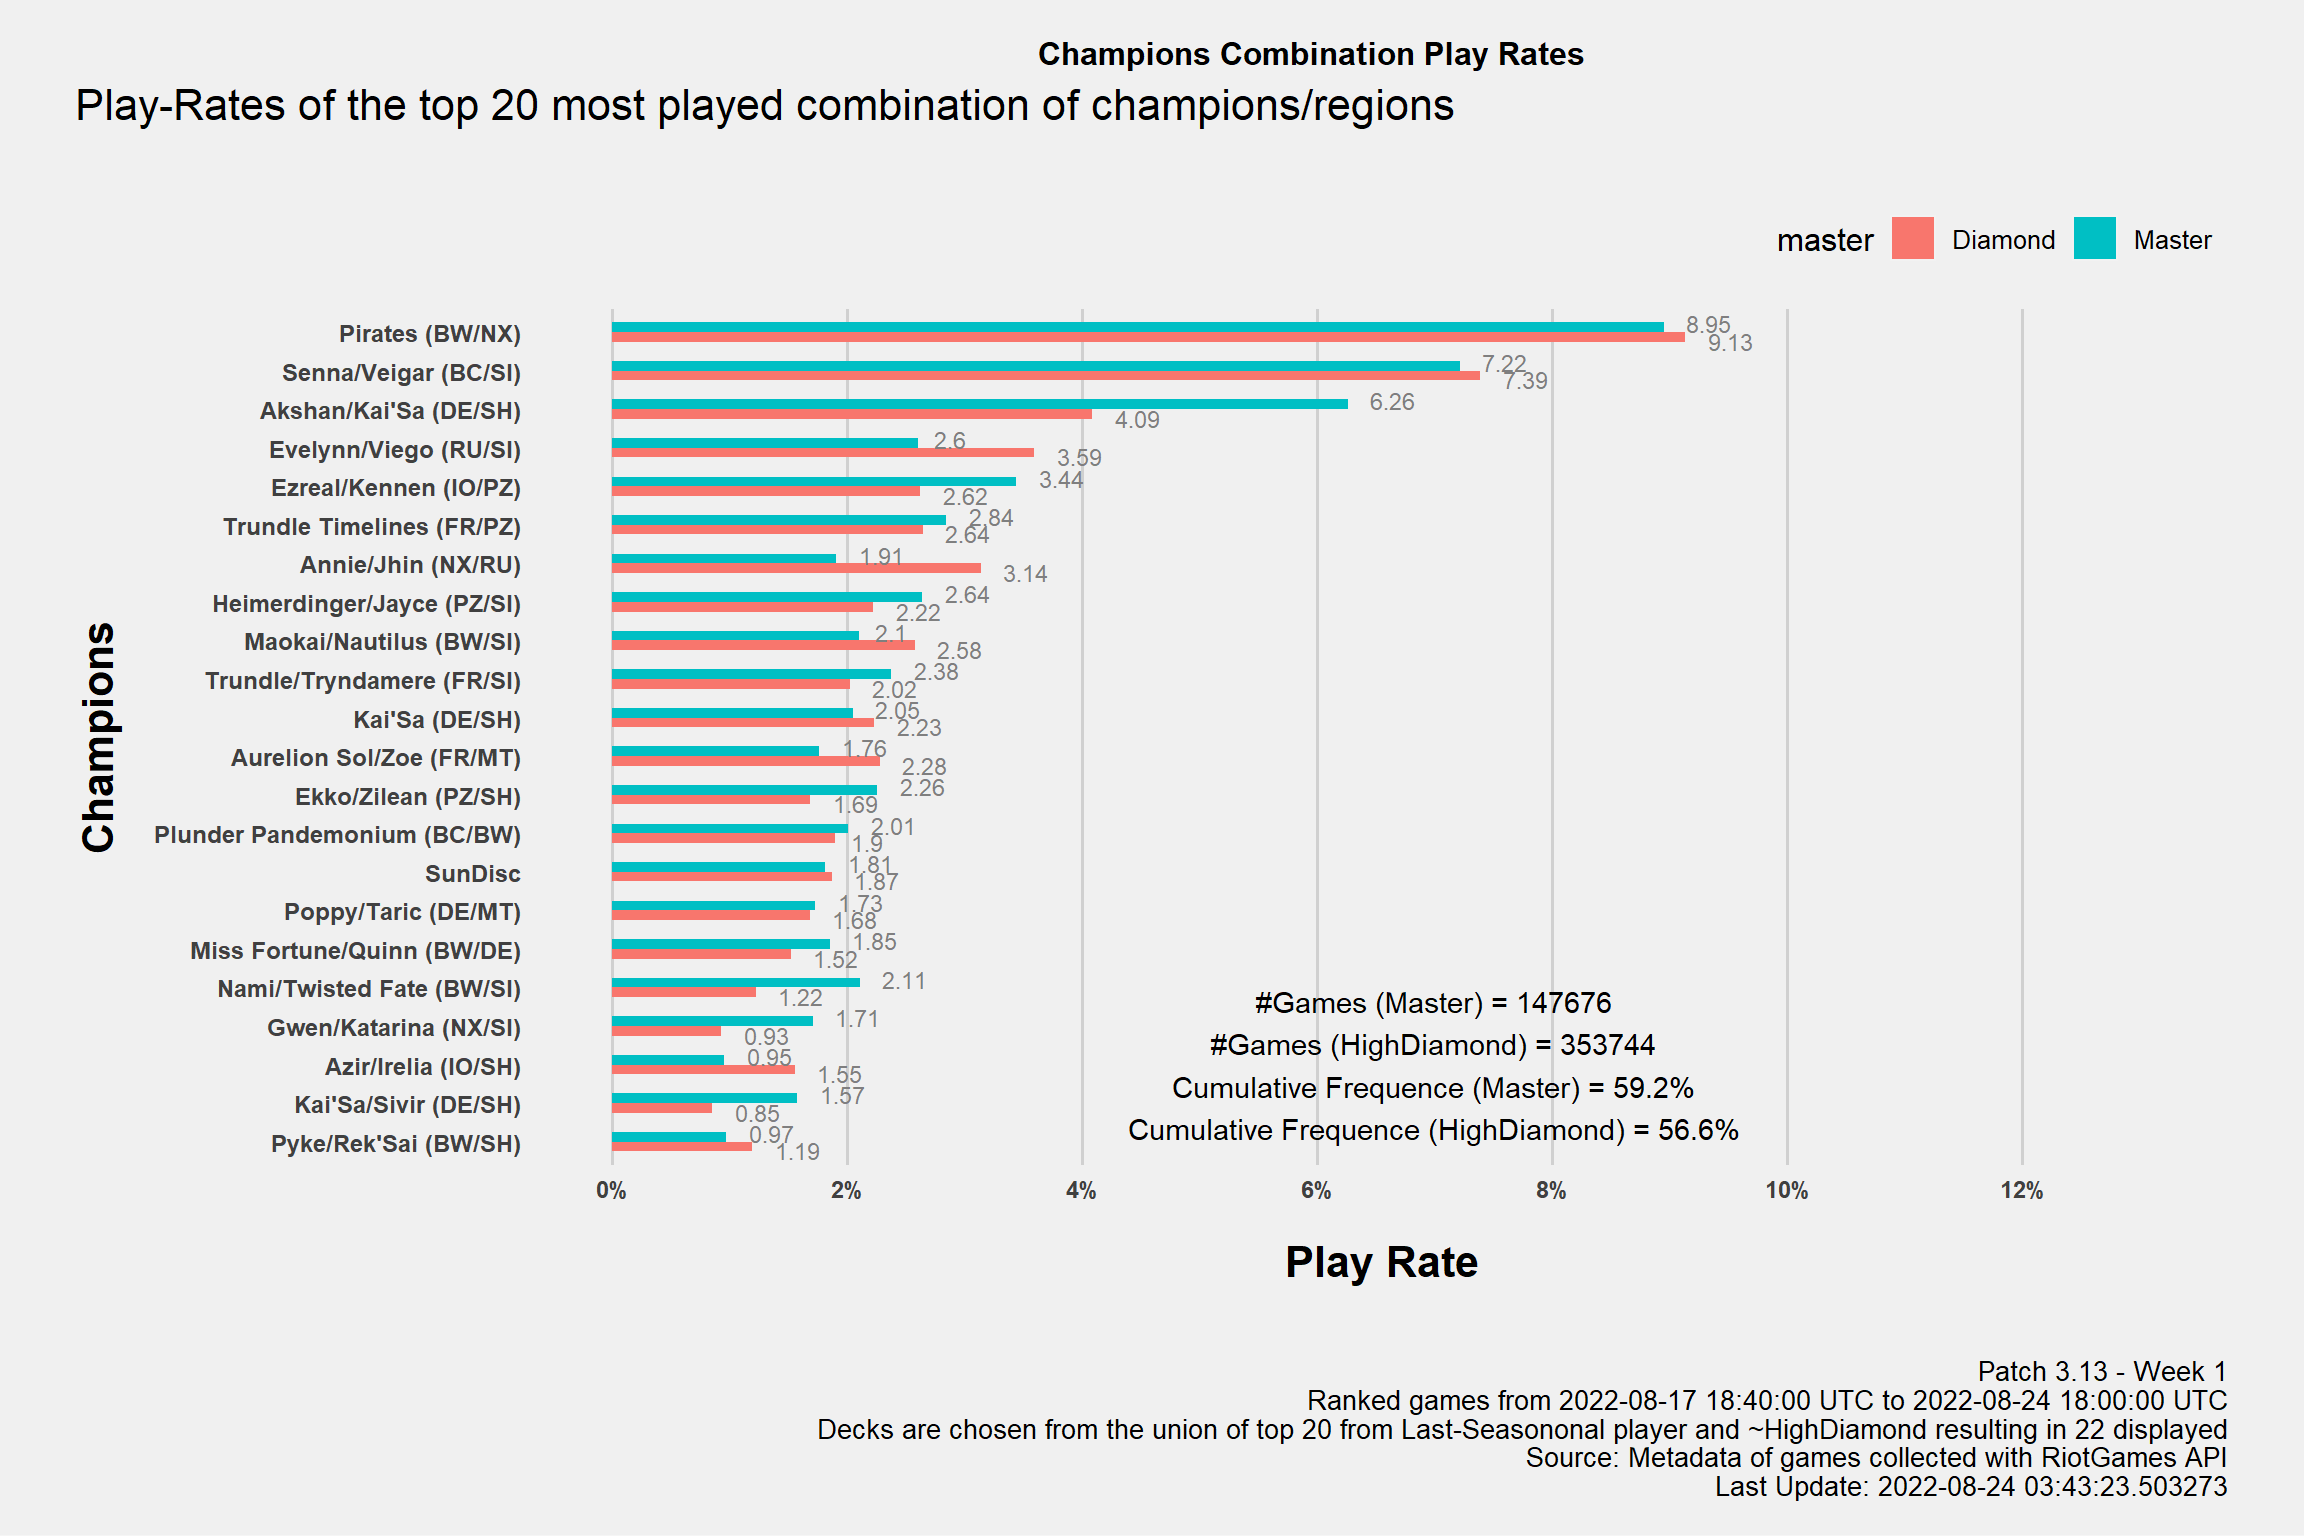 Champions Combination Play Rates
Play-Rates of the top 20 most played combination of champions/regions
master Diamond Master
Pirates (BW/NX) 8.95
9.13
Senna/Veigar (BC/SI) 7.22
7.39
Akshan/Kai'Sa (DE/SH) 6.26
4.09
Evelynn/Viego (RU/SI) 2.6
3.59
Ezreal/Kennen (IO/PZ) 3.44
2.62
Trundle Timelines (FR/PZ) 2.84
2.64
Annie/Jhin (NX/RU) 1.91
3.14
Heimerdinger/Jayce (PZ/SI) 2.64
2.22
Maokai/Nautilus (BW/SI) 2.1
2.58
Trundle/Tryndamere (FR/SI) 2.38
2.02
Kai'Sa (DE/SH) 2.05
2.23
Aurelion Sol/Zoe (FR/MT) 1.76
2.28
Ekko/Zilean (PZ/SH) 2.26
1.69
Plunder Pandemonium (BC/BW) 2.01
1.9
SunDisc 1.81
1.87
Poppy/Taric (DE/MT) 1.73
1.68
Miss Fortune/Quinn (BW/DE) 1.85
1.52
Nami/Twisted Fate (BW/SI) 2.11
1.22
Gwen/Katarina (NX/SI) 1.71
0.93
Azir/Irelia (IO/SH) 0.95
1.55
Kai'Sa/Sivir (DE/SH) 1.57
0.85
Pyke/Rek'Sai (BW/SH) 0.97
1.19
Champions
#Games (Master) = 147676
#Games (HighDiamond) = 353744
Cumulative Frequence (Master) = 59.2%
Cumulative Frequence (HighDiamond) = 56.6%
0% 2% 4% 6% 8% 10% 12%
Play Rate
Patch 3.13 - Week 1
Ranked games from 2022-08-17 18:40:00 UTC to 2022-08-24 18:00:00 UTC
Decks are chosen from the union of top 20 from Last-Seasononal player and ~HighDiamond resulting in 22 displayed
Source: Metadata of games collected with RiotGames API
Last Update: 2022-08-24 03:43:23.503273